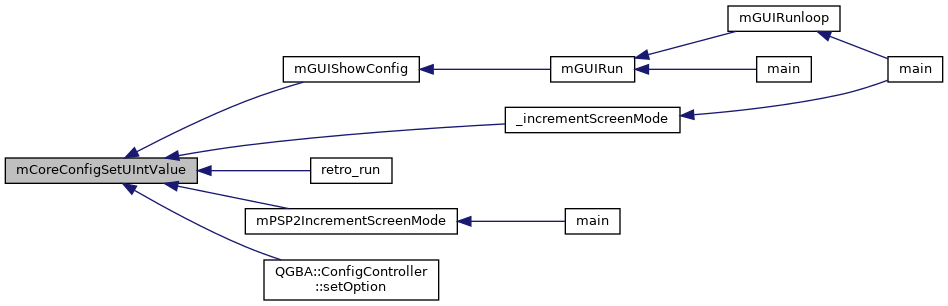 mGUIRunloop
mGUIShowConfig
mGUIRun
main
main
_incrementScreenMode
mCoreConfigSetUIntValue
retro_run
mPSP2IncrementScreenMode
main
QGBA::ConfigController
::setOption